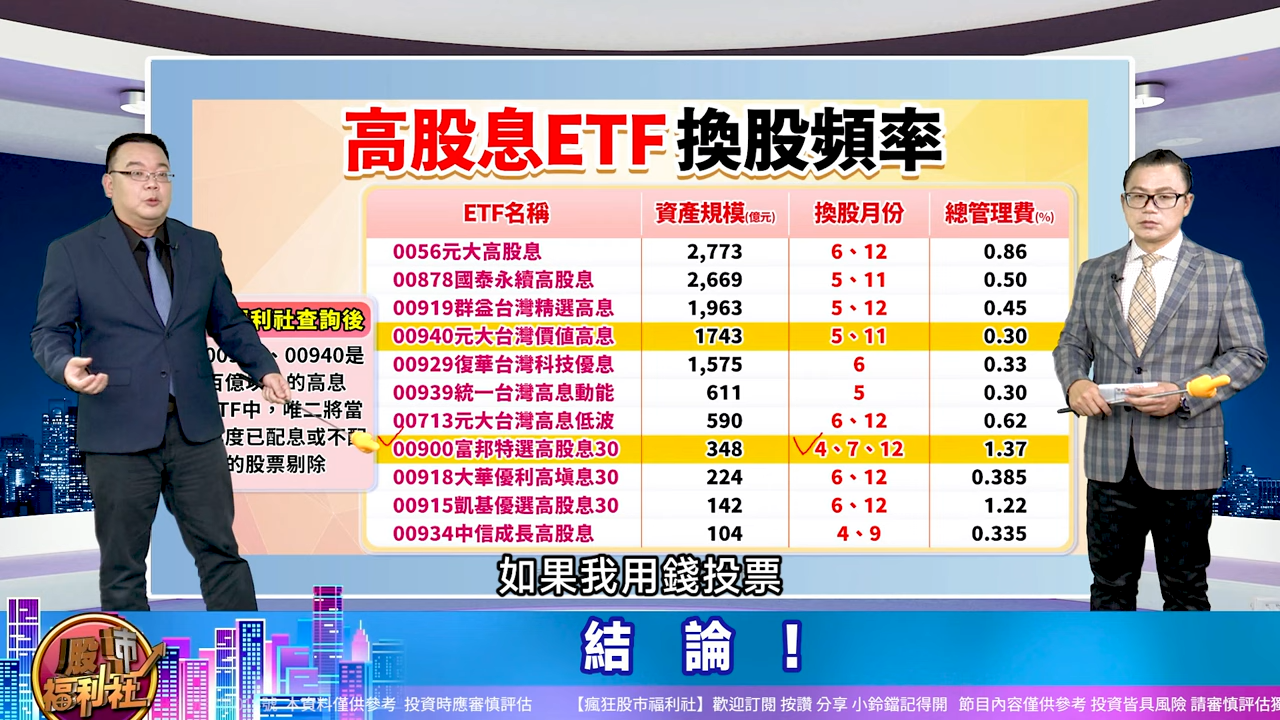 高股息ETF換股頻率
ETF名稱 資產規模(億元) 換股月份 總管理費(%)
0056元大高股息 2,773 6、12 0.86
00878國泰永續高股息 2,669 5、11 0.50
00919群益台灣精選高息 1,963 5、12 0.45
00940元大台灣價值高息 1743 5、11 0.30
00929復華台灣科技優息 1,575 6 0.33
00939統一台灣高息動能 611 5 0.30
00713元大台灣高息低波 590 6、12 0.62
00900富邦特選高股息30 348 4、7、12 1.37
00918大華優利高塡息30 224 6、12 0.385
00915凱基優選高股息30 142 6、12 1.22
00934中信成長高股息 104 4、9 0.335
利社查詢後
、00940是
的高息
TF中，唯二將當
度已配息或不配
的股票剔除
如果我用錢投票
結論！
股市福利社
號 本資料僅供參考 投資時應審慎評估 【瘋狂股市福利社】歡迎訂閱 按讚 分享 小鈴鐺記得開 節目內容僅供參考 投資皆具風險 請審慎評估